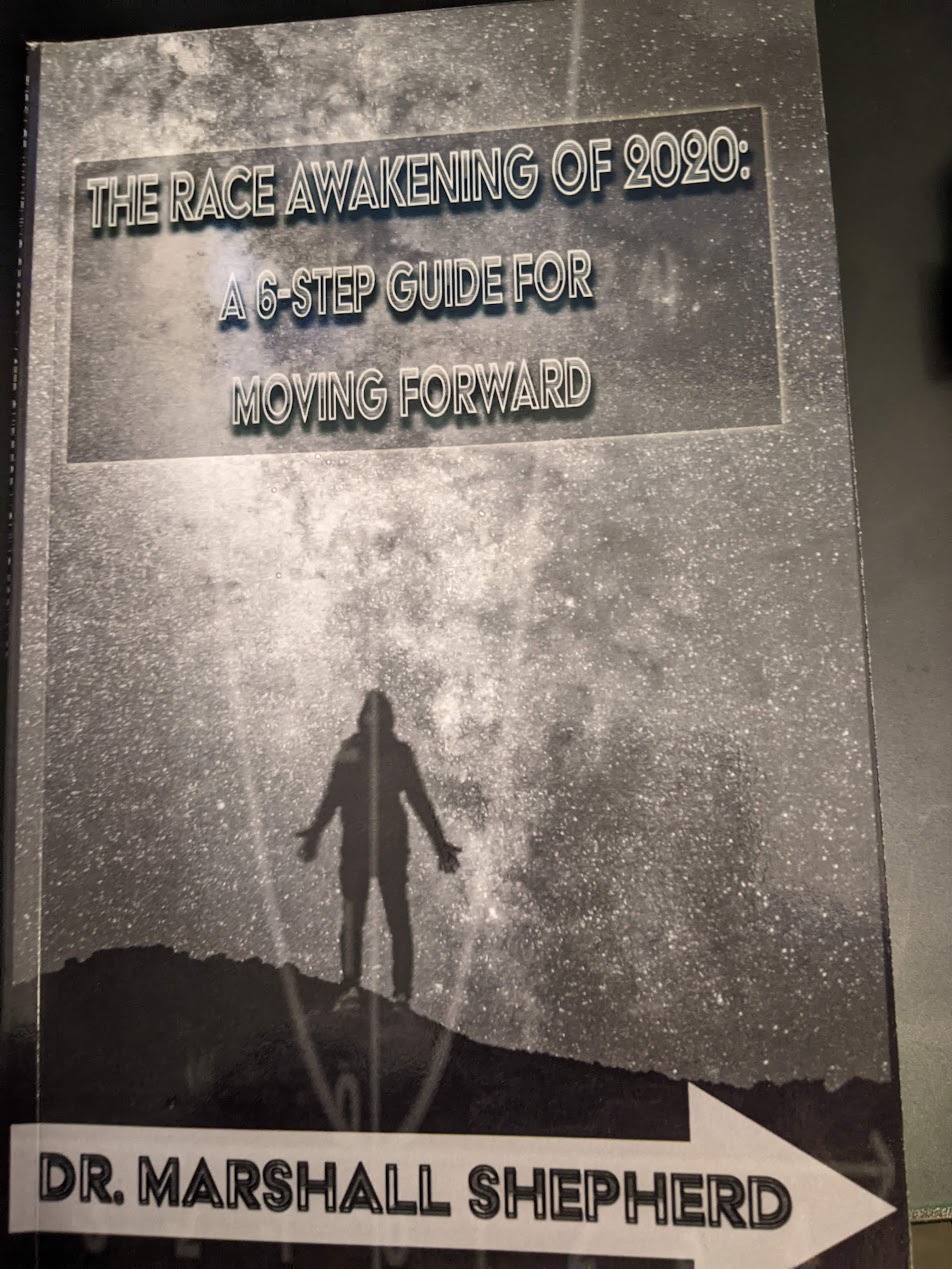 THE RACE AWAKENING OF 2020:
A 6-STEP GUIDE FOR
MOVING FORWARD
DR. MARSHALL SHEPHERD